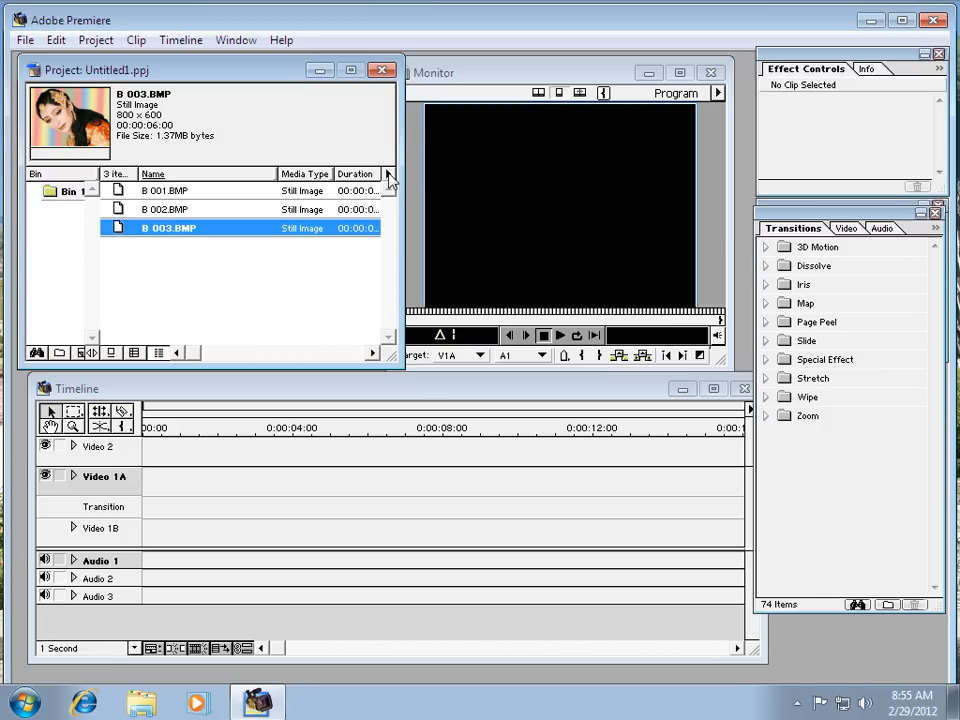 Adobe Premiere
File Edit Project Clip Timeline Window Help
Project: Untitled1.ppj
B 003.BMP
Still Image
800 × 600
00:00:06:00
File Size: 1.37MB bytes
Bin 3 ite... Name Media Type Duration
Bin 1 B 001.BMP Still Image 00:00:0...
B 002.BMP Still Image 00:00:0...
B 003.BMP Still Image 00:00:0...
Monitor
Program
arget: V1A A1
Effect Controls Info
No Clip Selected
Transitions Video Audio
3D Motion
Dissolve
Iris
Map
Page Peel
Slide
Special Effect
Stretch
Wipe
Zoom
74 Items
Timeline
00:00 0:00:04:00 0:00:08:00 0:00:12:00 0:00:1
Video 2
Video 1A
Transition
Video 1B
Audio 1
Audio 2
Audio 3
1 Second
8:55 AM
2/29/2012